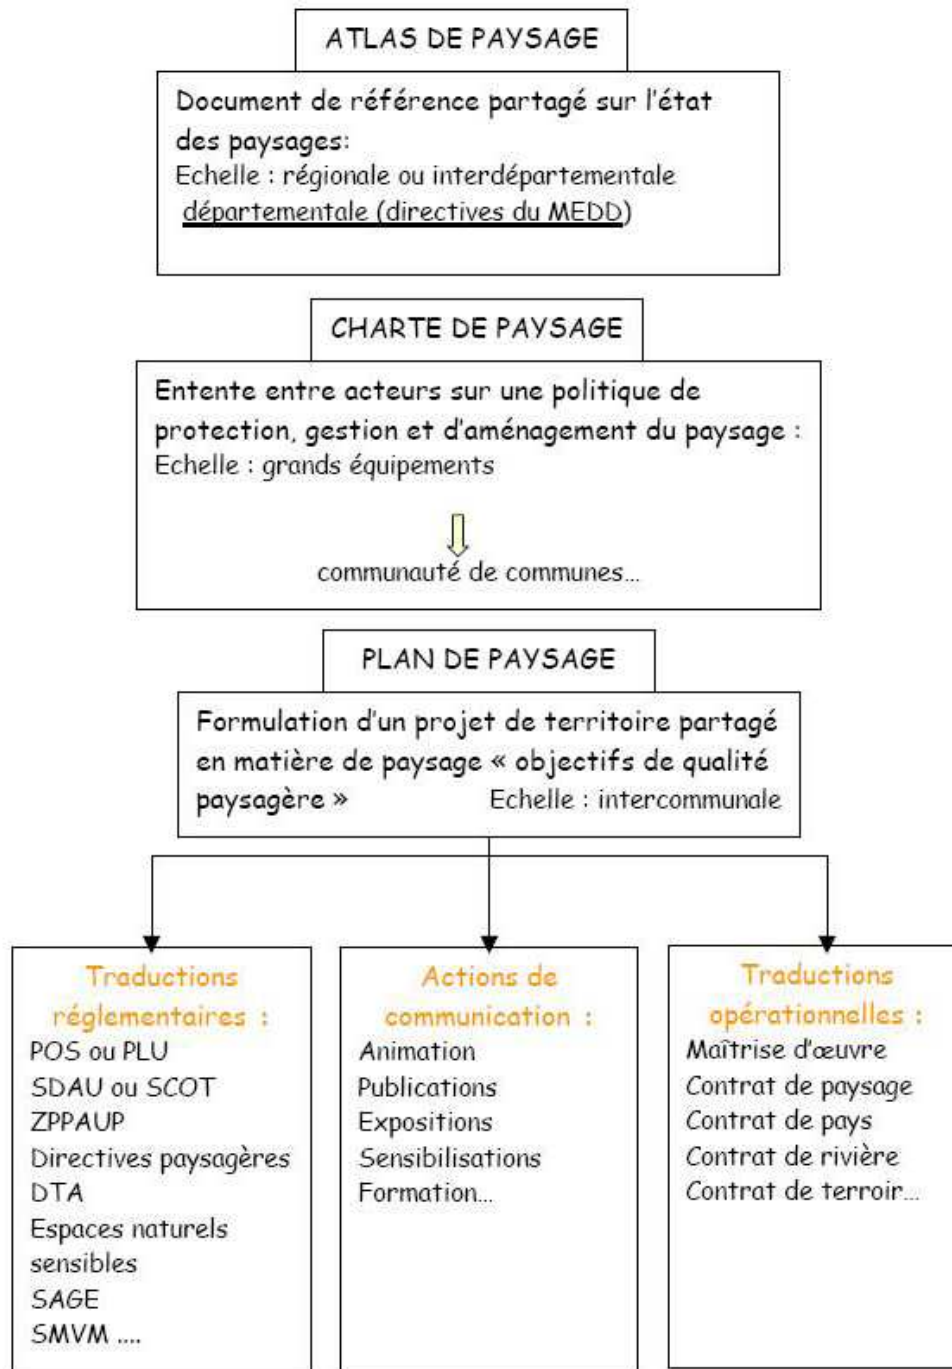 ATLAS DE PAYSAGE
Document de référence partagé sur l'état
des paysages:
Echelle : régionale ou interdépartementale
départementale (directives du MEDD)
CHARTE DE PAYSAGE
Entente entre acteurs sur une politique de
protection, gestion et d'aménagement du paysage :
Echelle : grands équipements
communauté de communes...
PLAN DE PAYSAGE
Formulation d'un projet de territoire partagé
en matière de paysage « objectifs de qualité
paysagère » Echelle : intercommunale
Traductions
réglementaires :
POS ou PLU
SDAU ou SCOT
ZPPAUP
Directives paysagères
DTA
Espaces naturels
sensibles
SAGE
SMVM ....
Actions de
communication :
Animation
Publications
Expositions
Sensibilisations
Formation...
Traductions
opérationnelles :
Maîtrise d'œuvre
Contrat de paysage
Contrat de pays
Contrat de rivière
Contrat de terroir...